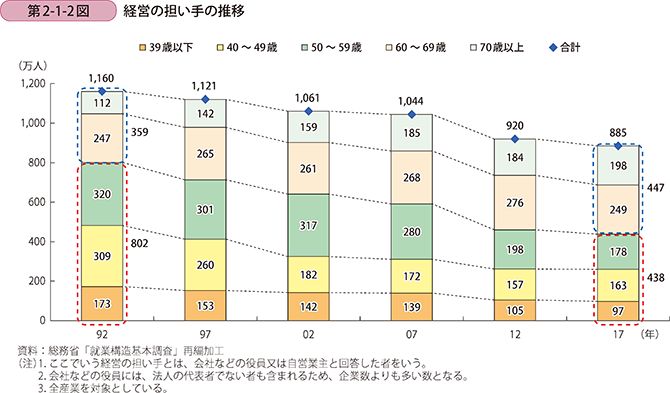 第2-1-2図 経営の担い手の推移
39歳以下 40～49歳 50～59歳 60～69歳 70歳以上 合計
(万人)
1,200
1,000
800
600
400
200
0
1,160 1,121 1,061 1,044 920 885
112 142 159 185 184 198
247 265 261 268 276 249
320 301 317 280 198 178
309 260 182 172 157 163
173 153 142 139 105 97
359 447
802 438
92 97 02 07 12 17 (年)
資料：総務省「就業構造基本調査」再編加工
(注)1. ここでいう経営の担い手とは、会社などの役員又は自営業主と回答した者をいう。
2. 会社などの役員には、法人の代表者でない者も含まれるため、企業数よりも多い数となる。
3. 全産業を対象としている。